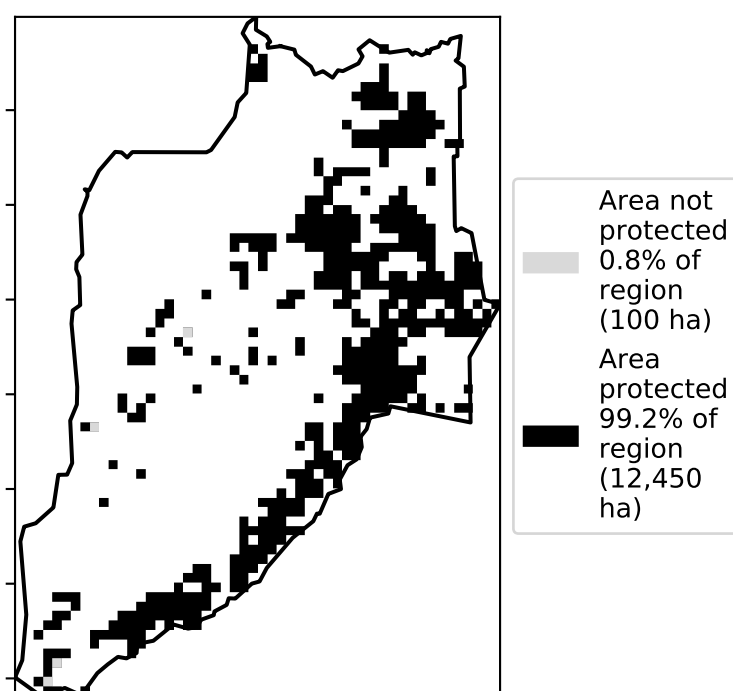 Area not
protected
0.8% of
region
(100 ha)
Area
protected
99.2% of
region
(12,450
ha)